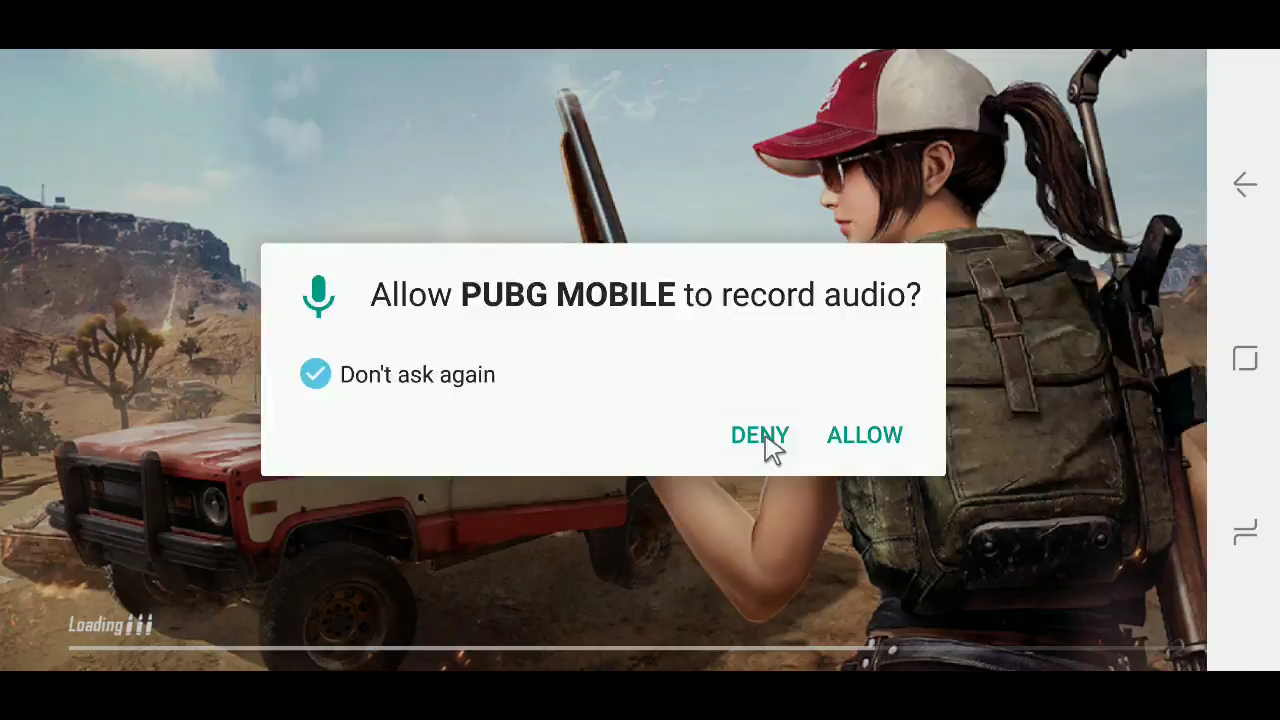 Allow PUBG MOBILE to record audio?
Don't ask again
DENY ALLOW
Loading